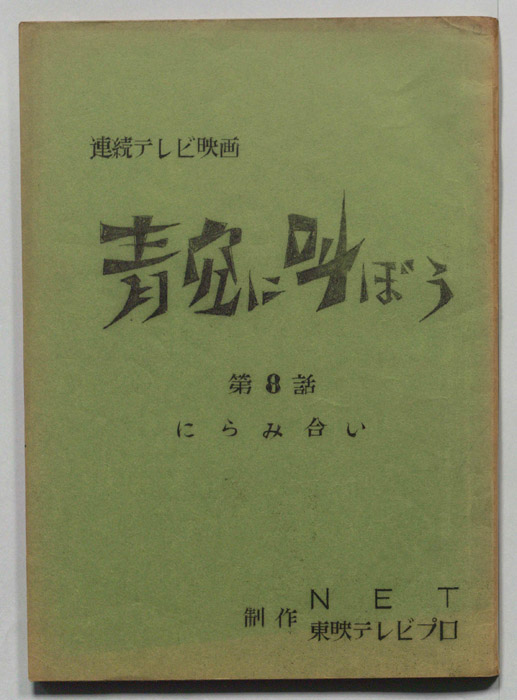 連続テレビ映画
青空に叫ぼう
第8話
にらみ合い
制作 NET
東映テレビプロ